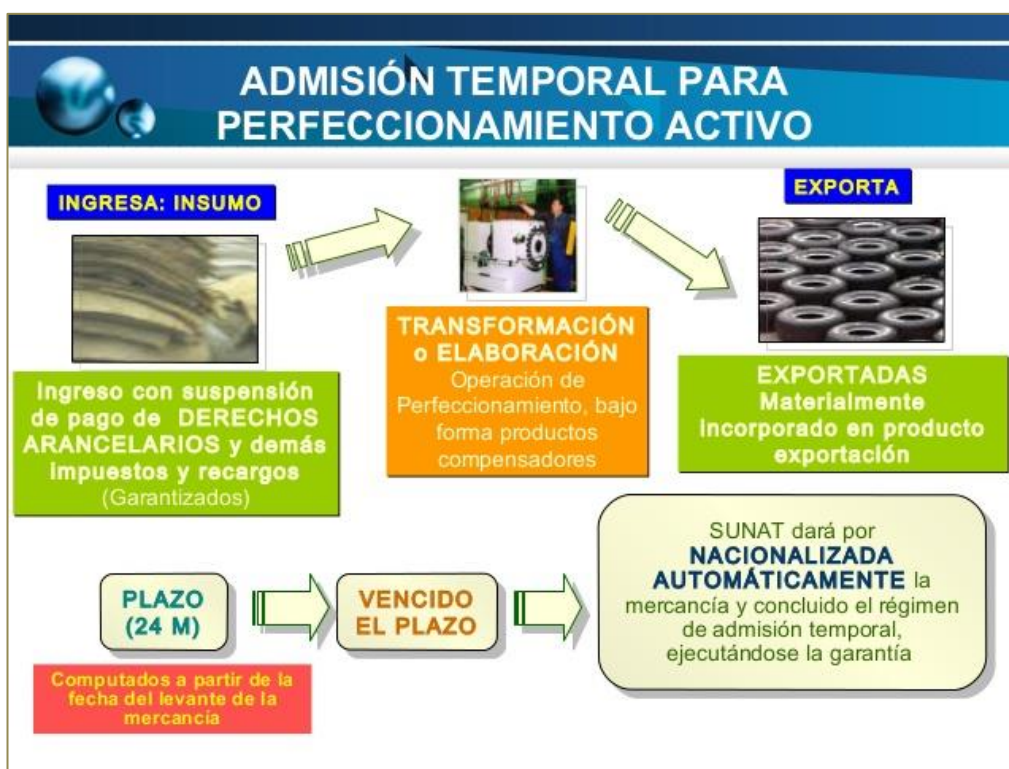 ADMISIÓN TEMPORAL PARA
PERFECCIONAMIENTO ACTIVO
INGRESA: INSUMO
EXPORTA
Ingreso con suspensión
de pago de DERECHOS
ARANCELARIOS y demás
impuestos y recargos
(Garantizados)
TRANSFORMACIÓN
o ELABORACIÓN
Operación de
Perfeccionamiento, bajo
forma productos
compensadores
EXPORTADAS
Materialmente
incorporado en producto
exportación
PLAZO
(24 M)
VENCIDO
EL PLAZO
SUNAT dará por
NACIONALIZADA
AUTOMÁTICAMENTE la
mercancía y concluido el régimen
de admisión temporal,
ejecutándose la garantía
Computados a partir de la
fecha del levante de la
mercancía